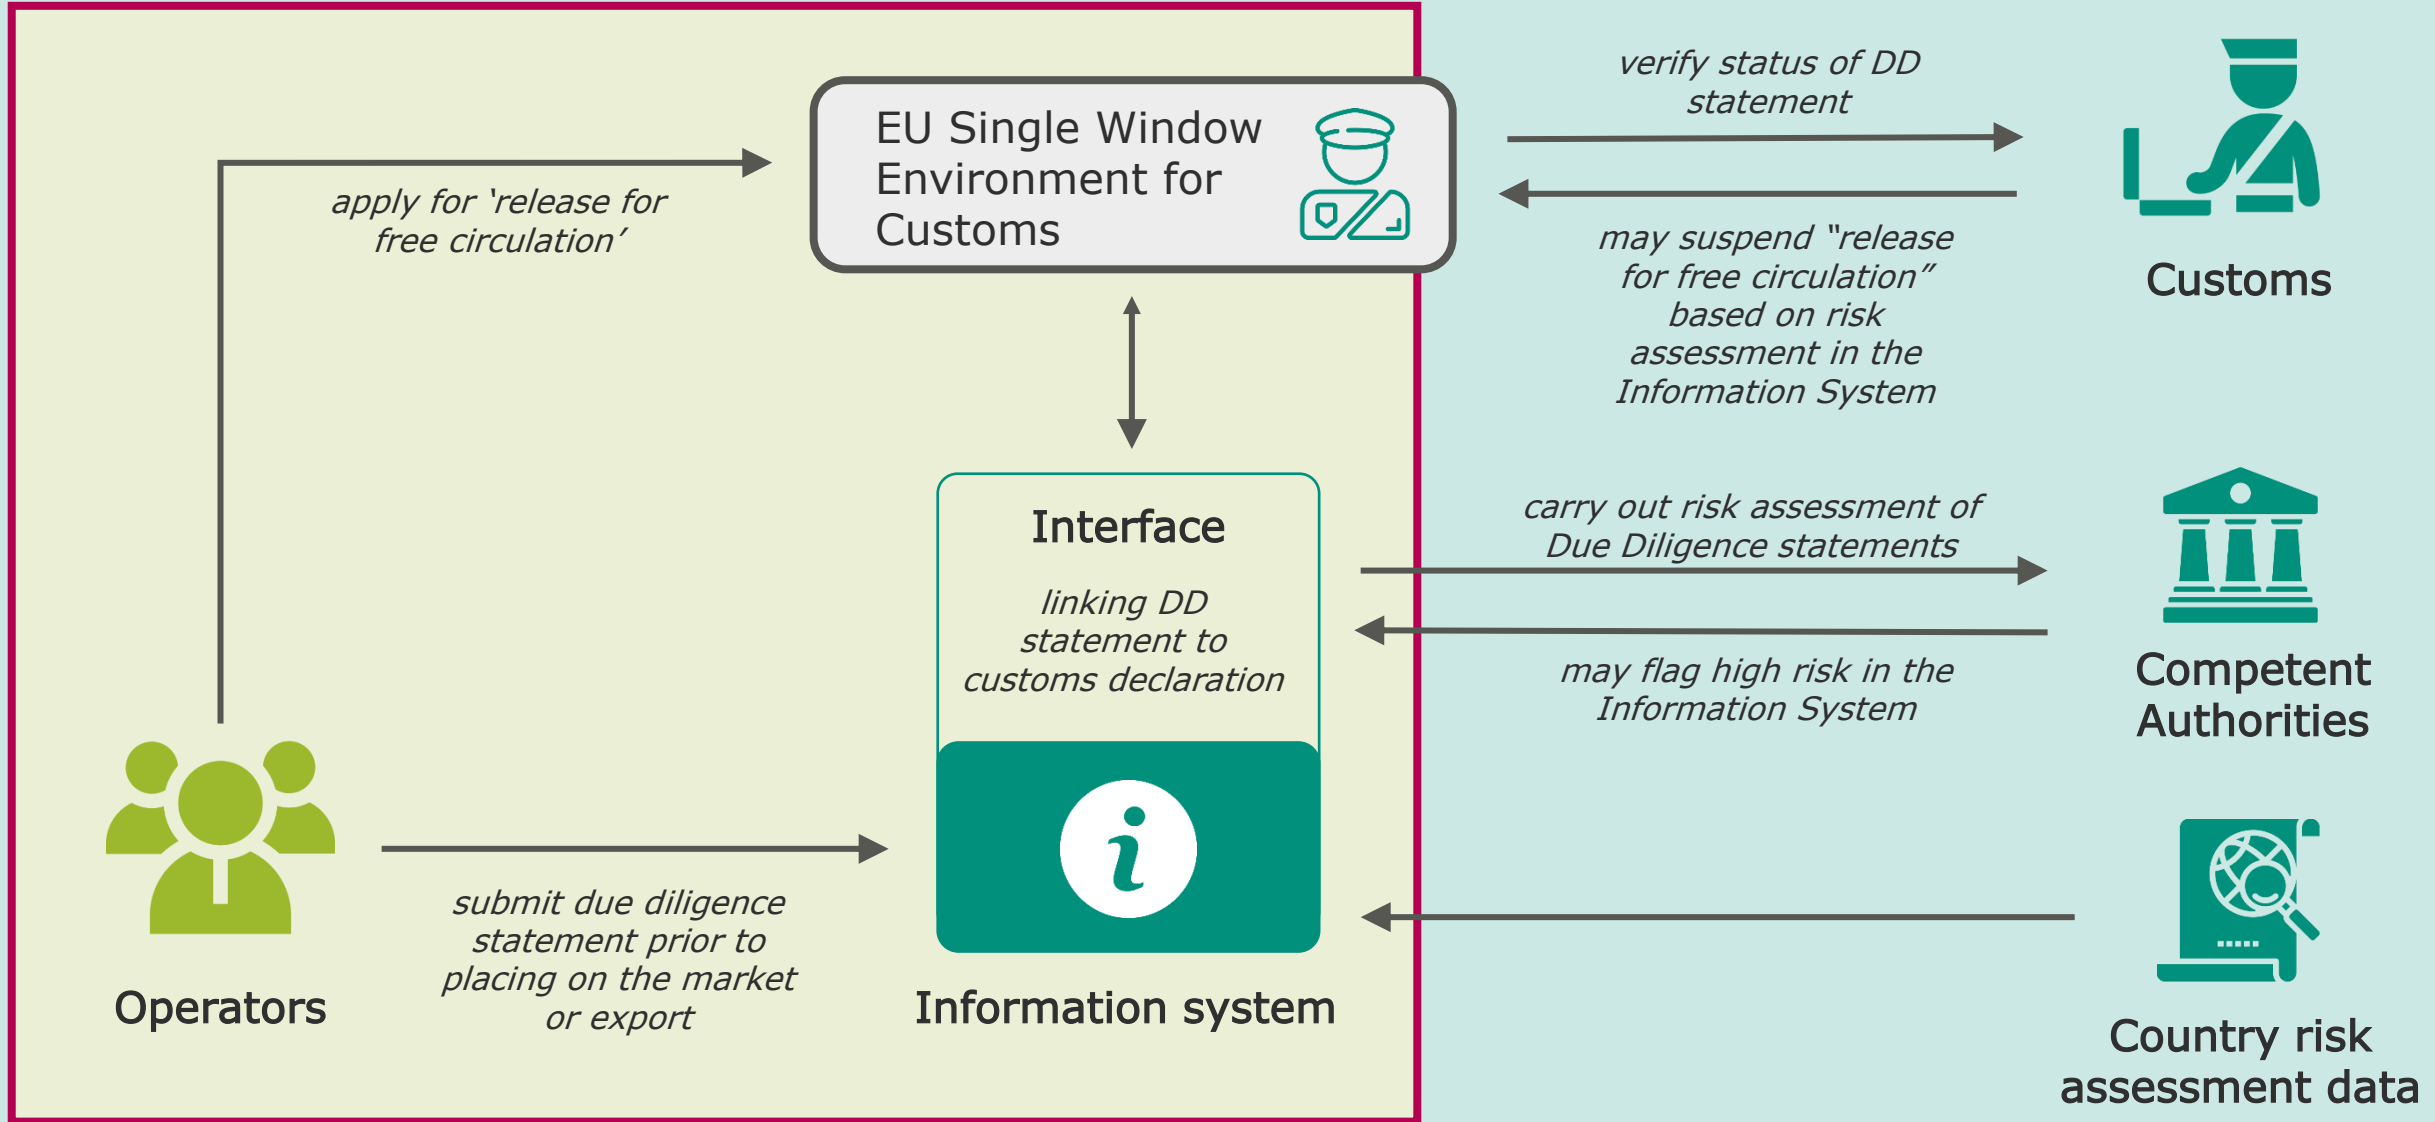 EU Single Window
Environment for
Customs
apply for ‘release for
free circulation’
verify status of DD
statement
may suspend “release
for free circulation”
based on risk
assessment in the
Information System
Customs
Interface
linking DD
statement to
customs declaration
carry out risk assessment of
Due Diligence statements
may flag high risk in the
Information System
Competent
Authorities
Operators
submit due diligence
statement prior to
placing on the market
or export
i
Information system
Country risk
assessment data